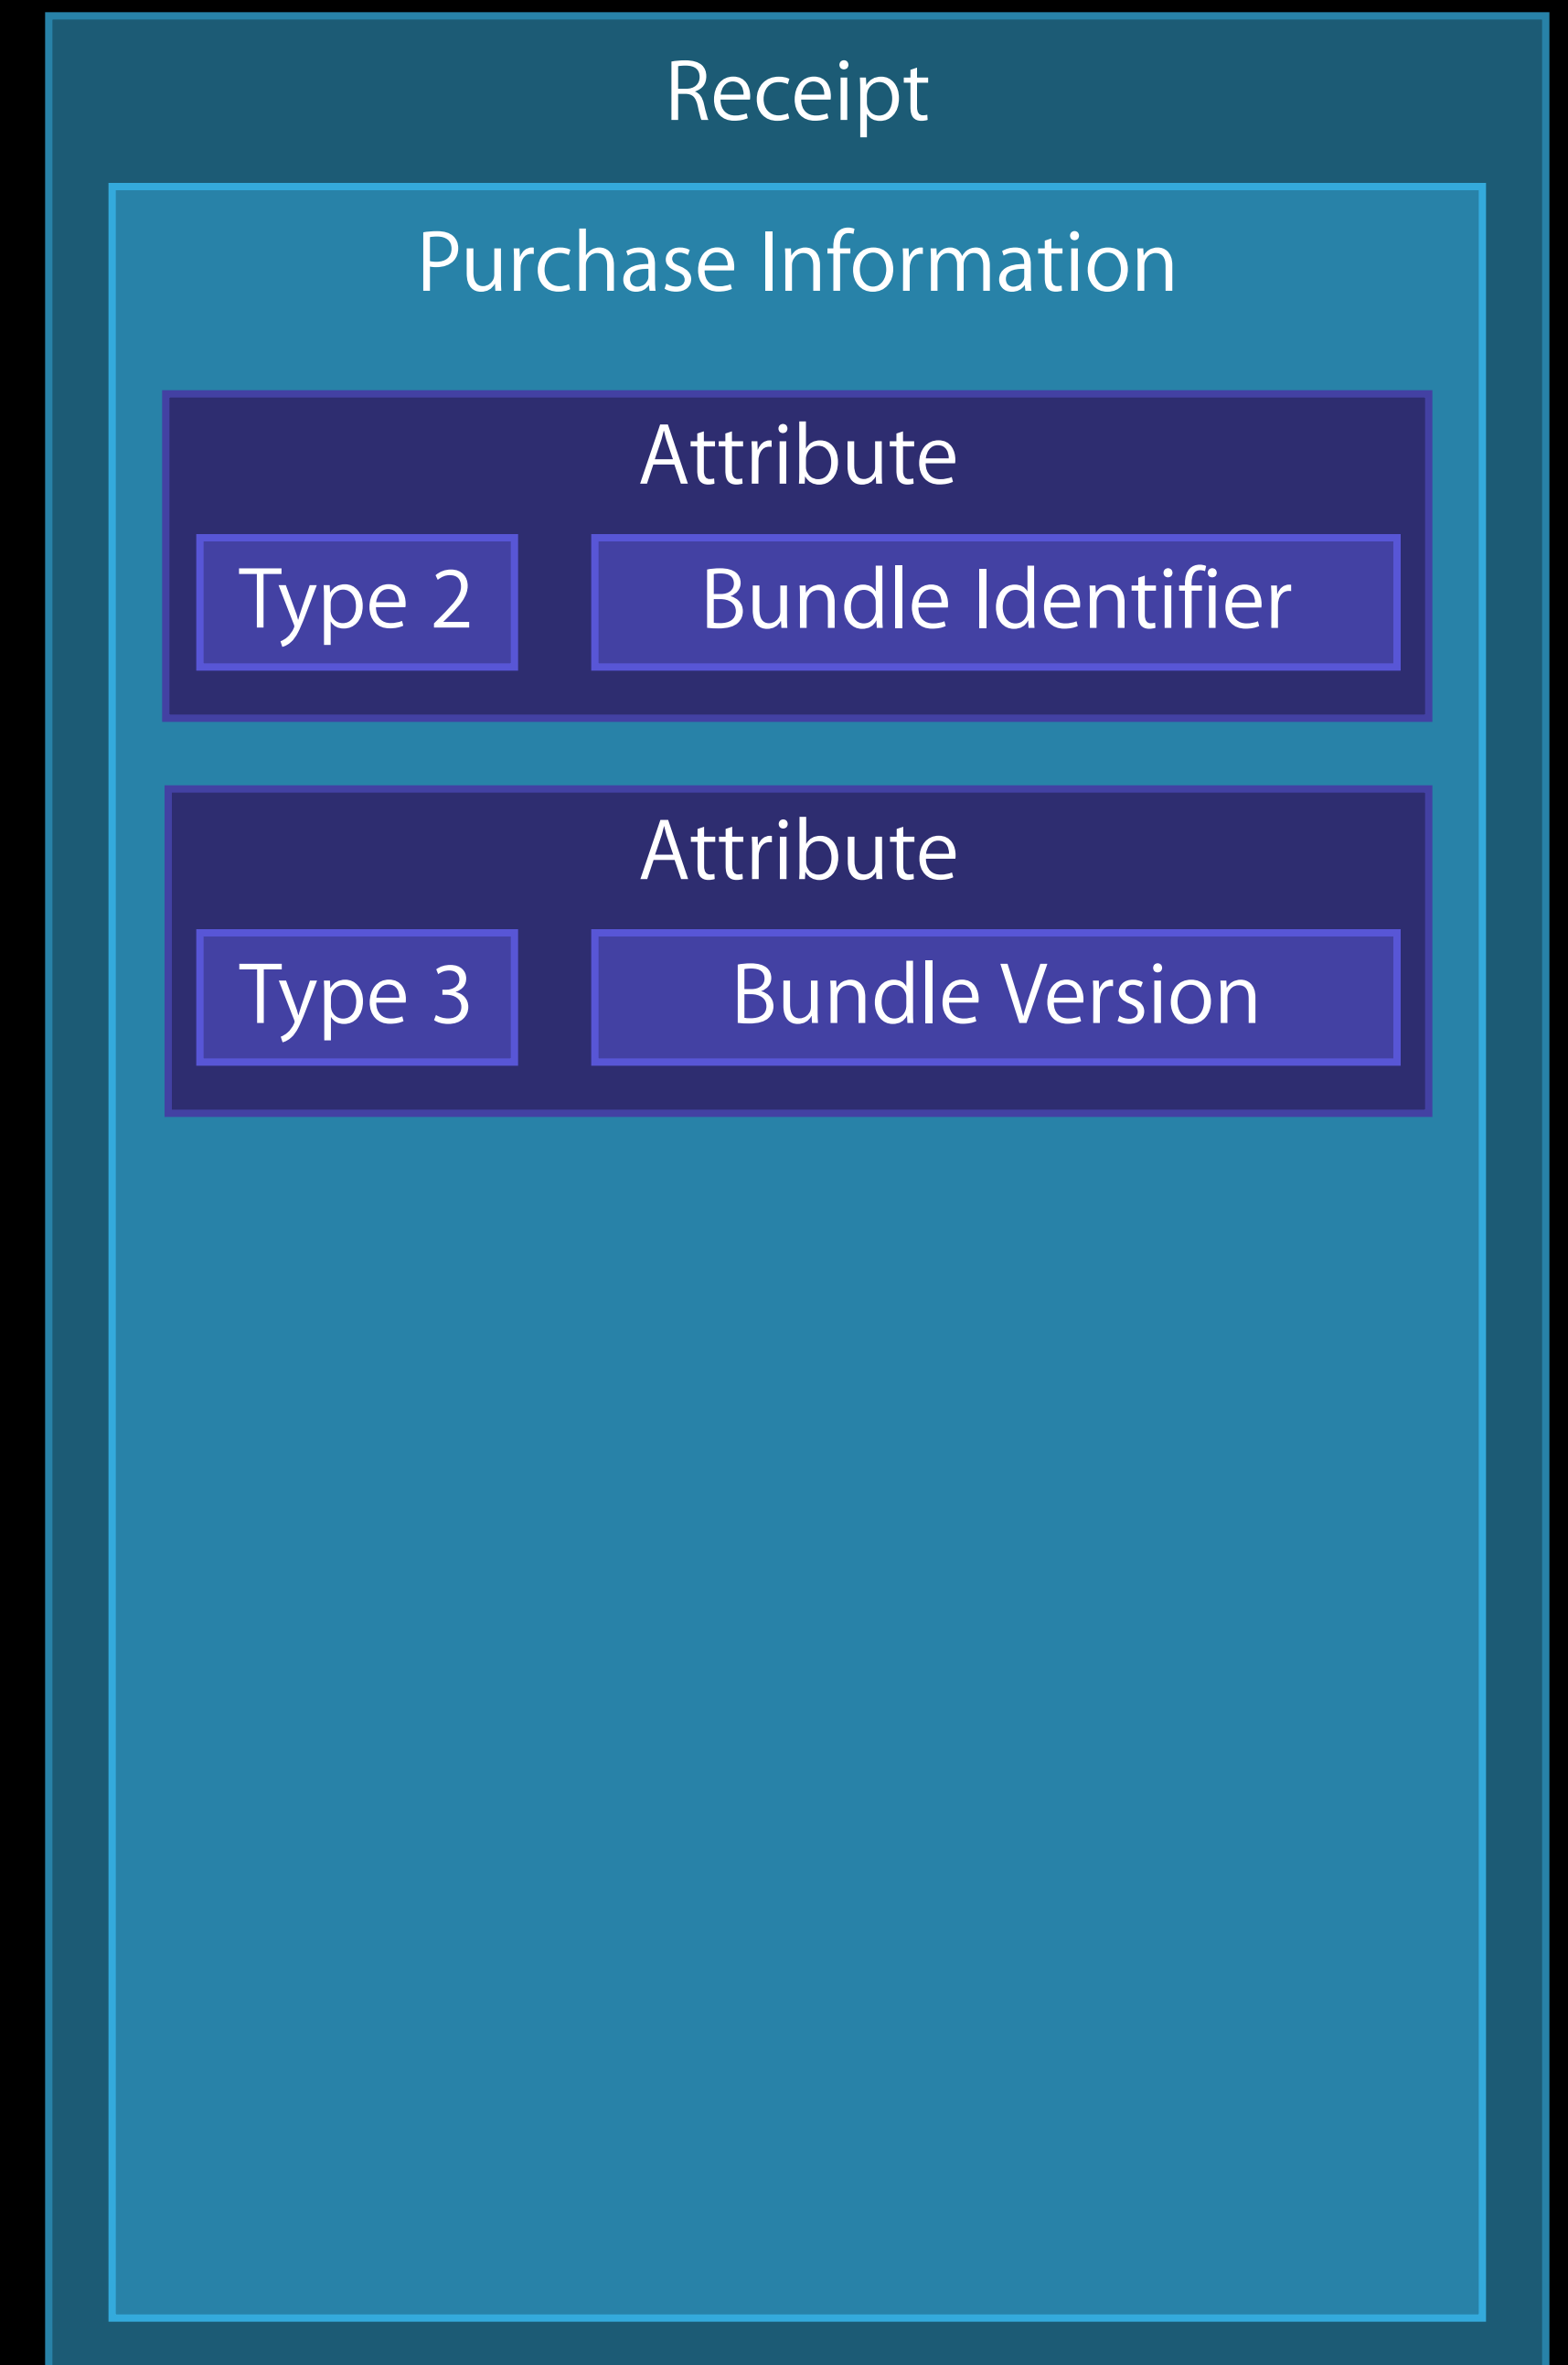 Receipt
Purchase Information
Attribute
Type 2 Bundle Identifier
Attribute
Type 3 Bundle Version